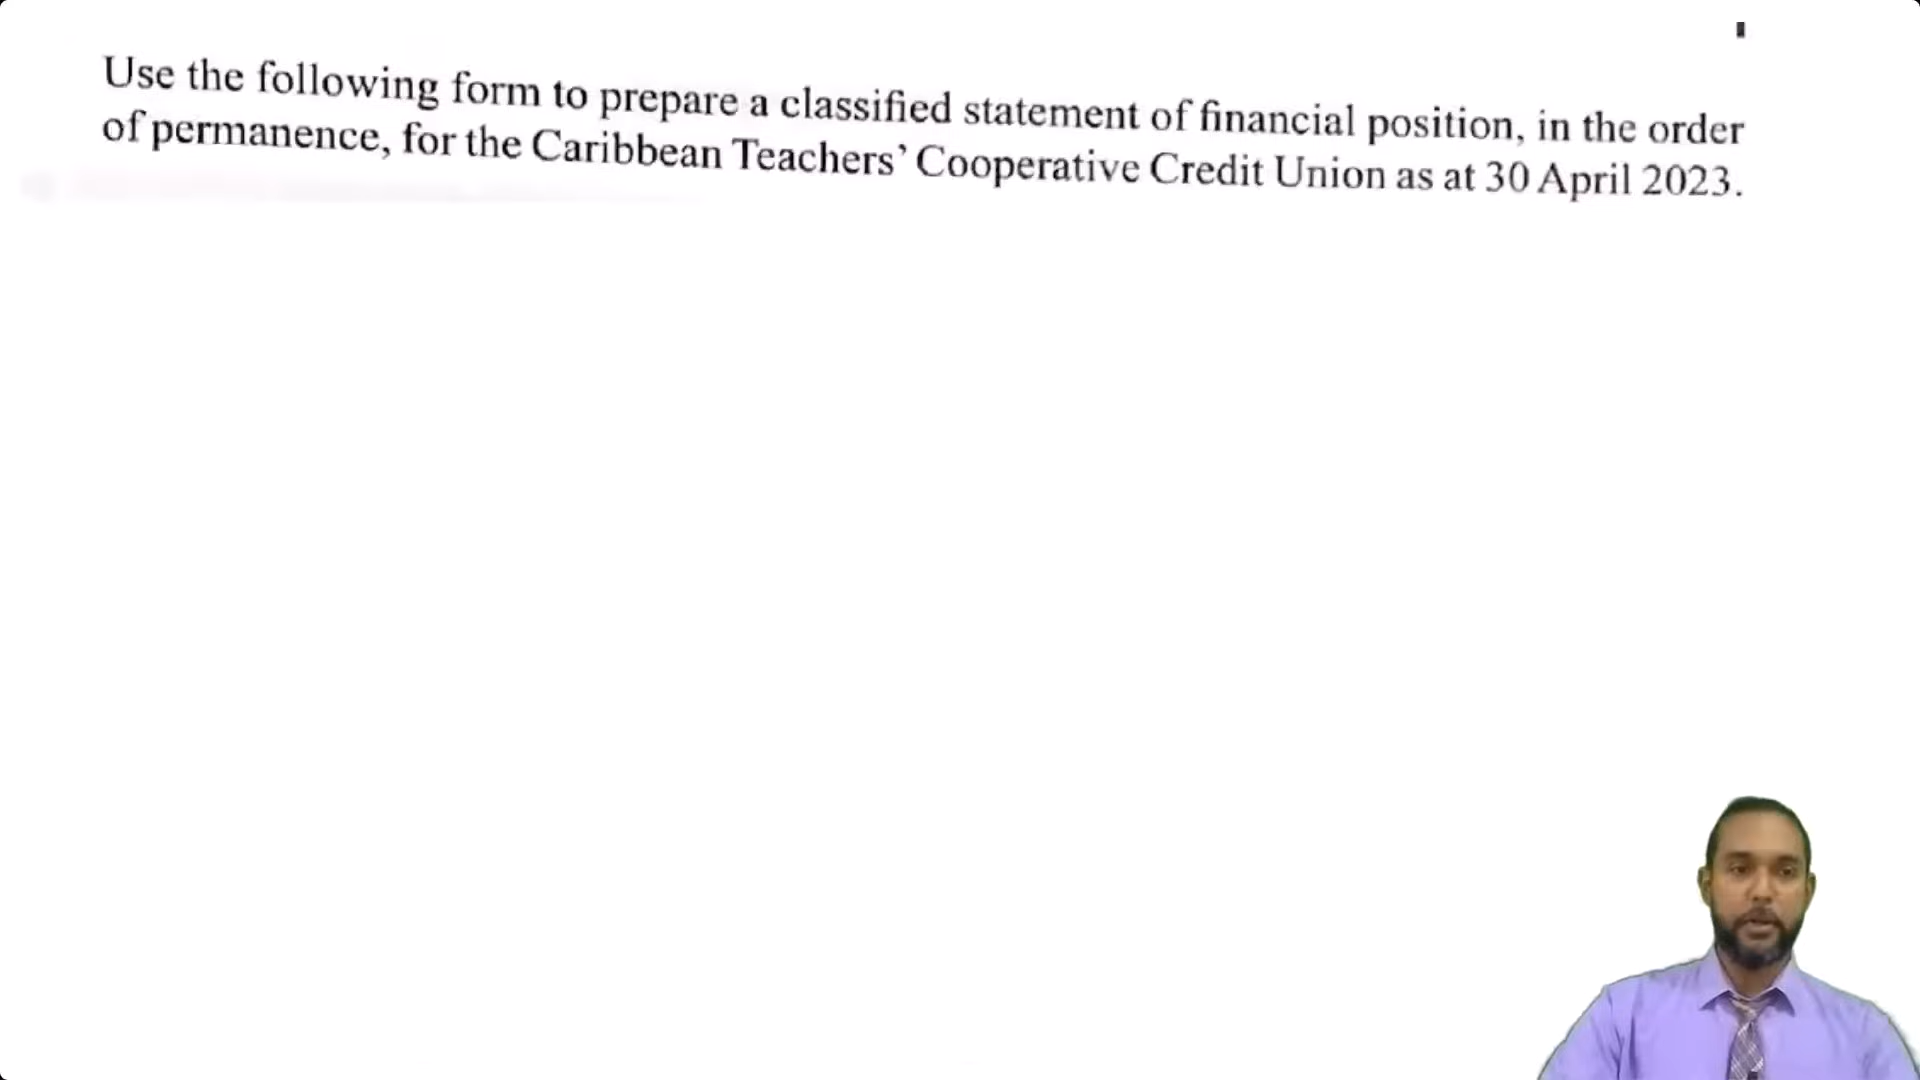 Use the following form to prepare a classified statement of financial position, in the order
of permanence, for the Caribbean Teachers’ Cooperative Credit Union as at 30 April 2023.